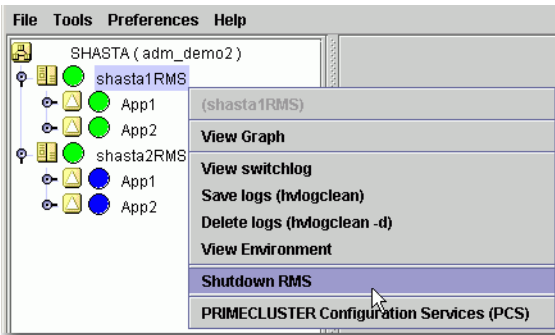 File Tools Preferences Help
SHASTA ( adm_demo2 )
shasta1RMS
App1
App2
shasta2RMS
App1
App2
(shasta1RMS)
View Graph
View switchlog
Save logs (hvlogclean)
Delete logs (hvlogclean -d)
View Environment
Shutdown RMS
PRIMECLUSTER Configuration Services (PCS)